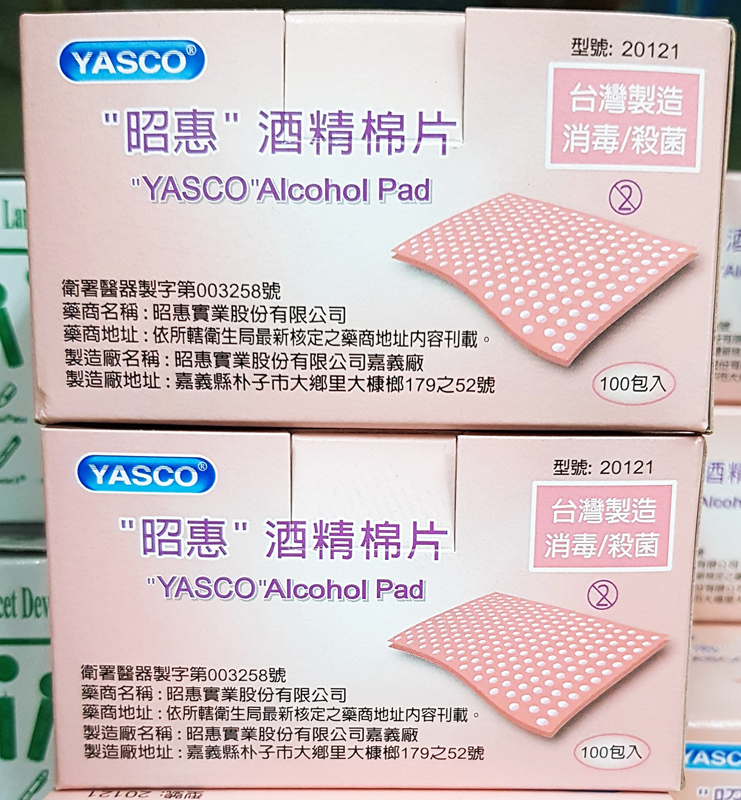 YASCO®
型號: 20121
台灣製造
消毒/殺菌
"昭惠" 酒精棉片
"YASCO"Alcohol Pad
衛署醫器製字第003258號
藥商名稱:昭惠實業股份有限公司
藥商地址:依所轄衛生局最新核定之藥商地址內容刊載。
製造廠名稱:昭惠實業股份有限公司嘉義廠
製造廠地址:嘉義縣朴子市大鄉里大槺榔179之52號
100包入
YASCO®
型號: 20121
台灣製造
消毒/殺菌
"昭惠" 酒精棉片
"YASCO"Alcohol Pad
衛署醫器製字第003258號
藥商名稱:昭惠實業股份有限公司
藥商地址:依所轄衛生局最新核定之藥商地址內容刊載。
製造廠名稱:昭惠實業股份有限公司嘉義廠
製造廠地址:嘉義縣朴子市大鄉里大槺榔179之52號
100包入
型號: 20121